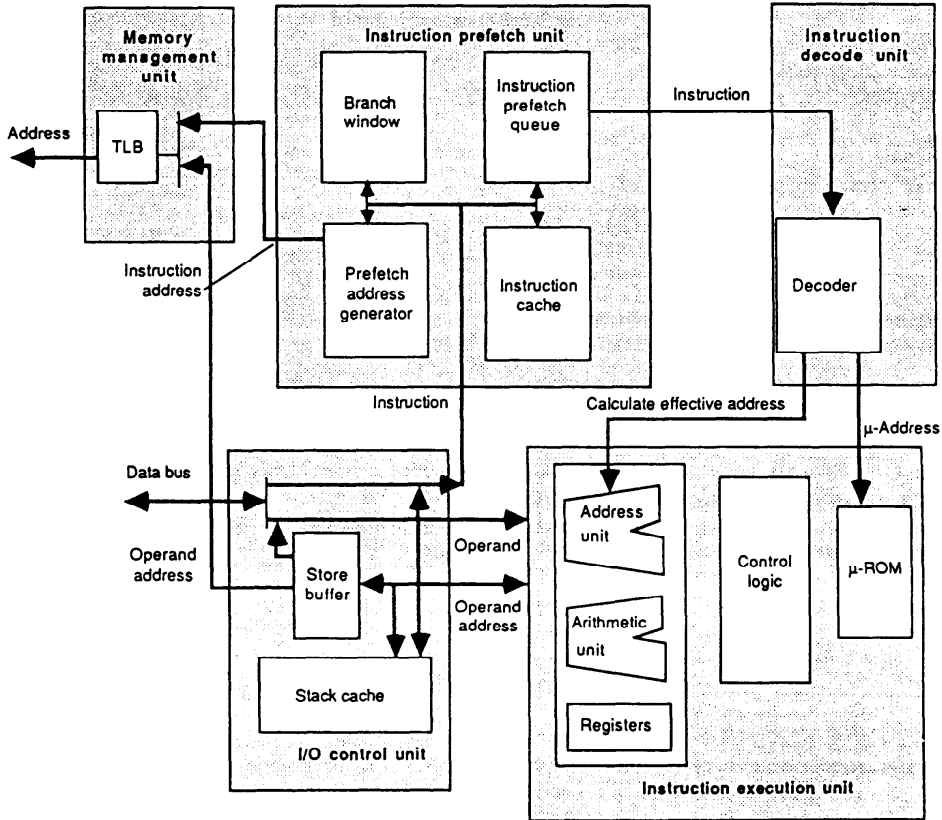 Memory
management
unit
TLB
Address
Instruction prefetch unit
Branch
window
Instruction
prefetch
queue
Prefetch
address
generator
Instruction
cache
Instruction
address
Instruction
Instruction
decode unit
Decoder
Instruction
Calculate effective address
μ-Address
Data bus
Operand
address
Store
buffer
Stack cache
I/O control unit
Operand
Operand
address
Address
unit
Arithmetic
unit
Registers
Control
logic
μ-ROM
Instruction execution unit